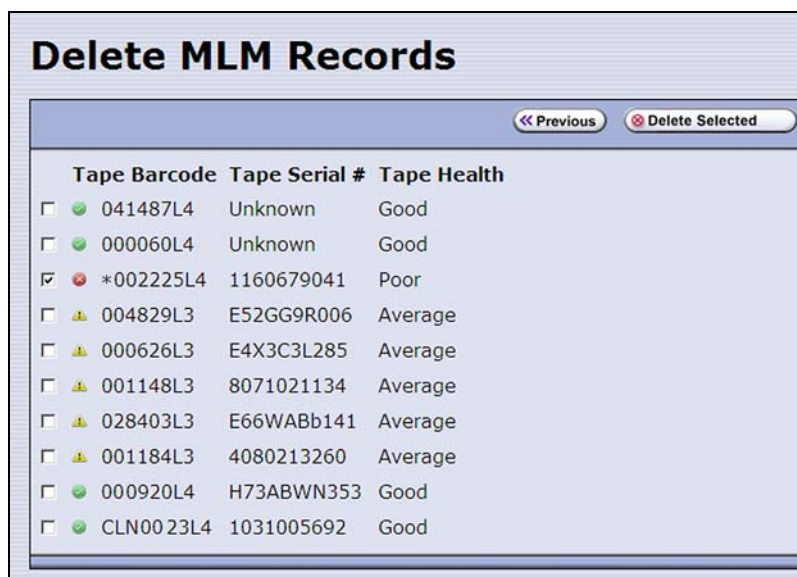 Delete MLM Records
Previous Delete Selected
Tape Barcode Tape Serial # Tape Health
041487L4 Unknown Good
000060L4 Unknown Good
*002225L4 1160679041 Poor
004829L3 E52GG9R006 Average
000626L3 E4X3C3L285 Average
001148L3 8071021134 Average
028403L3 E66WABb141 Average
001184L3 4080213260 Average
000920L4 H73ABWN353 Good
CLN0023L4 1031005692 Good